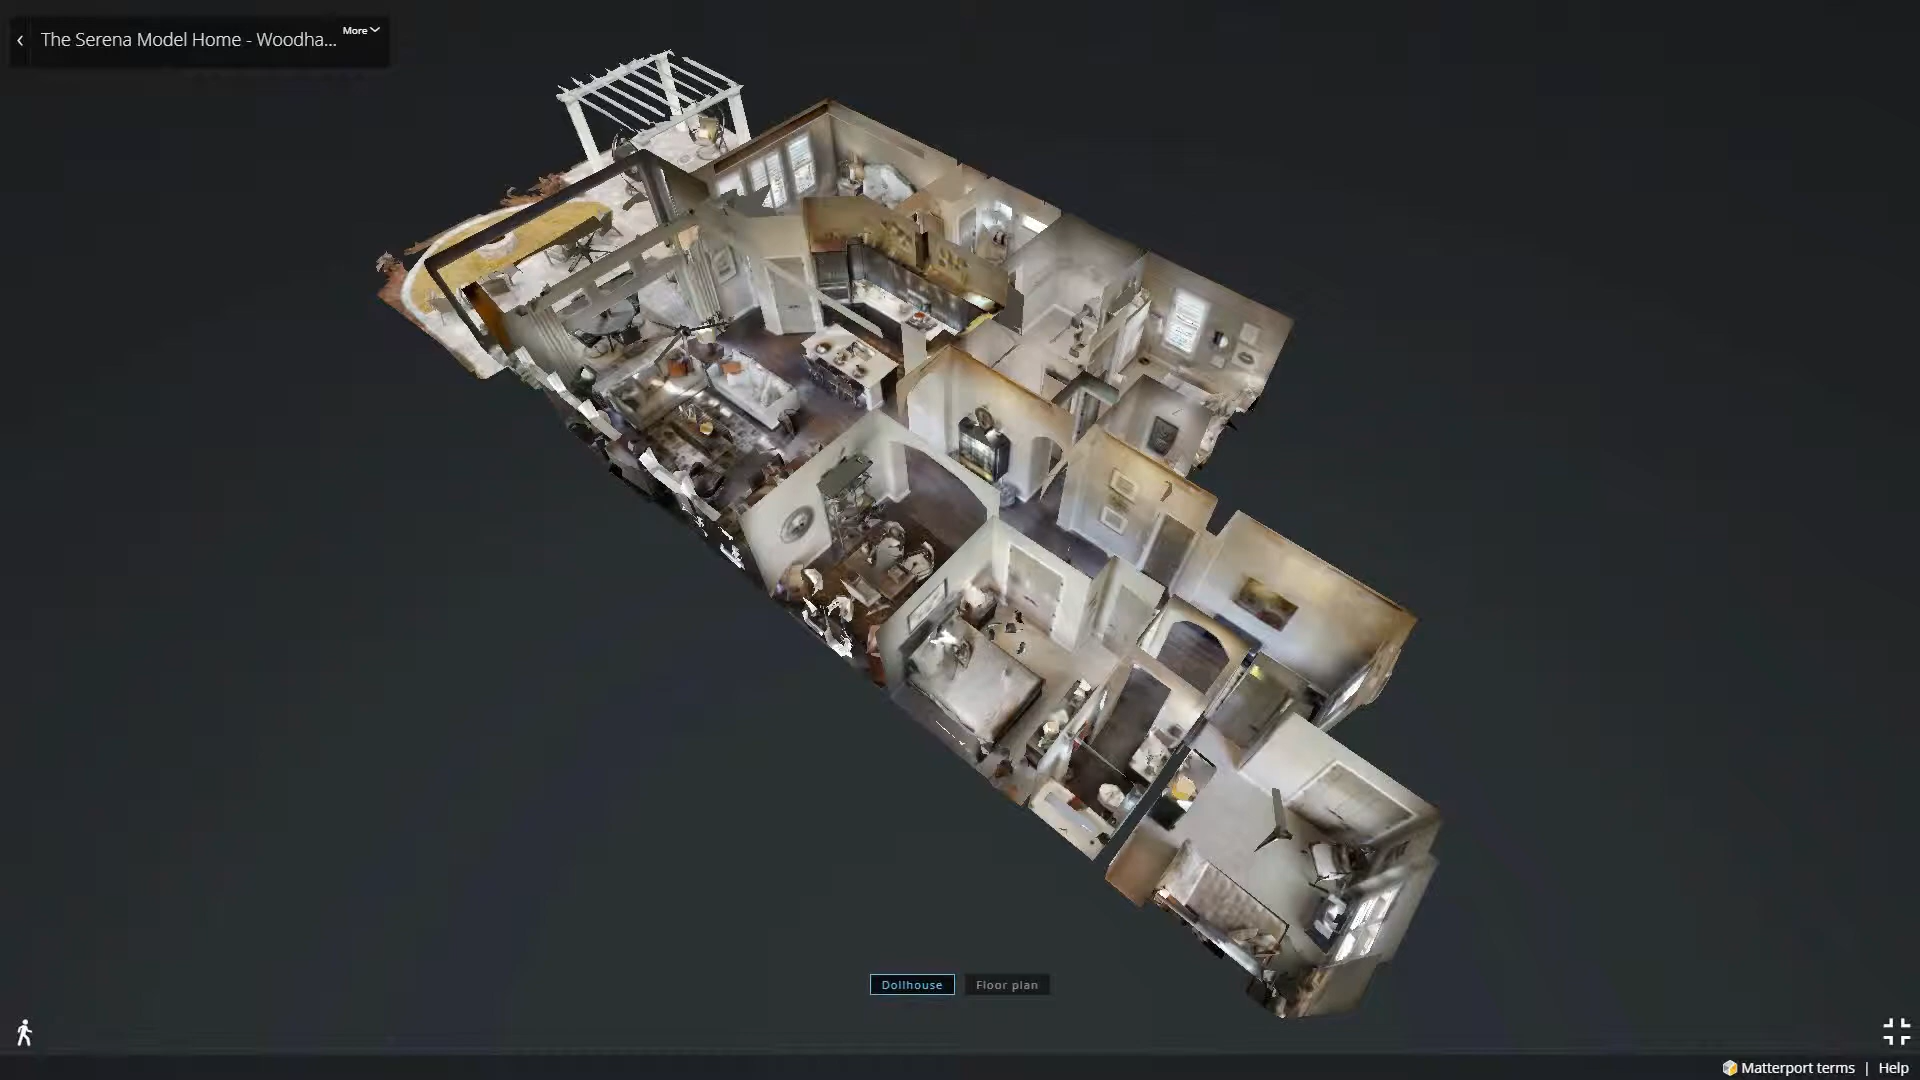 The Serena Model Home - Woodha...
More
Dollhouse
Floor plan
Matterport terms | Help